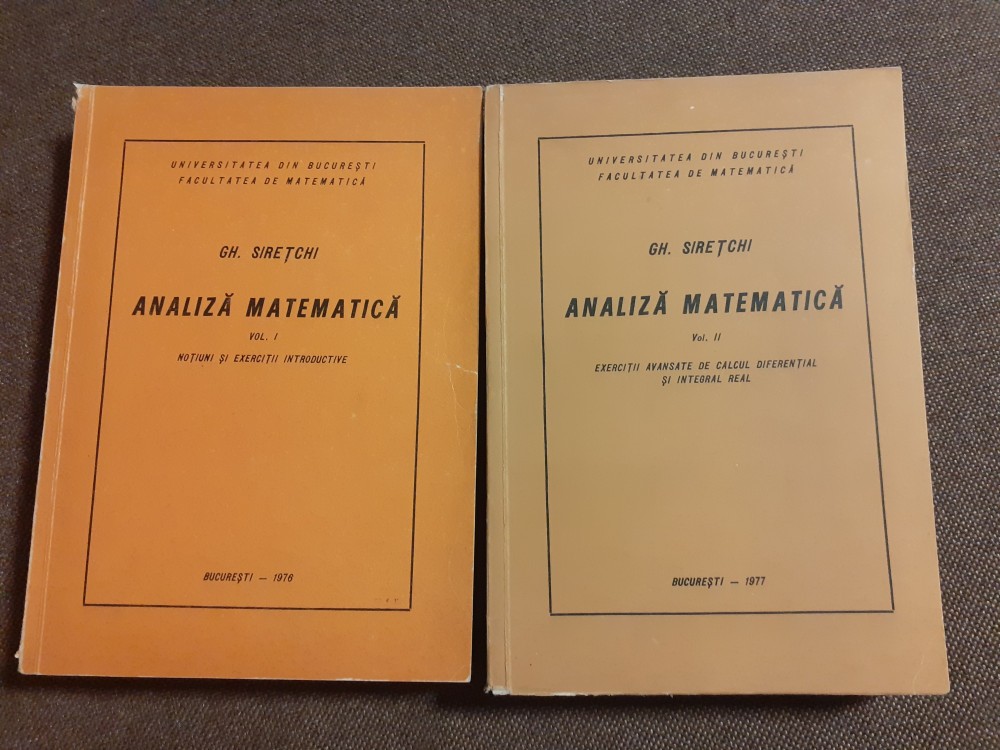 UNIVERSITATEA DIN BUCUREȘTI
FACULTATEA DE MATEMATICĂ
GH. SIREȚCHI
ANALIZĂ MATEMATICĂ
VOL. I
NOȚIUNI ȘI EXERCIȚII INTRODUCTIVE
BUCUREȘTI — 1976
UNIVERSITATEA DIN BUCUREȘTI
FACULTATEA DE MATEMATICĂ
GH. SIREȚCHI
ANALIZĂ MATEMATICĂ
Vol. II
EXERCIȚII AVANSATE DE CALCUL DIFERENȚIAL
ȘI INTEGRAL REAL
BUCUREȘTI — 1977